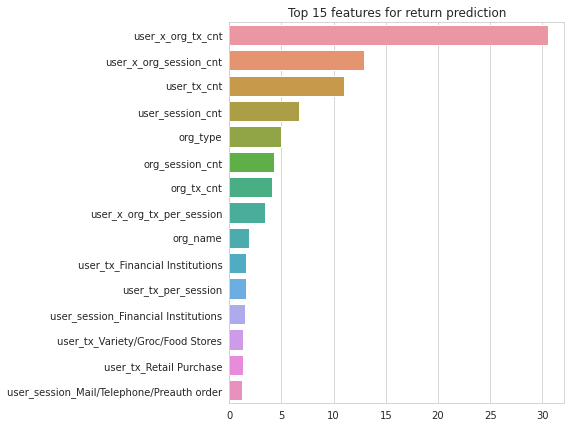 Top 15 features for return prediction
user_x_org_tx_cnt
user_x_org_session_cnt
user_tx_cnt
user_session_cnt
org_type
org_session_cnt
org_tx_cnt
user_x_org_tx_per_session
org_name
user_tx_Financial Institutions
user_tx_per_session
user_session_Financial Institutions
user_tx_Variety/Groc/Food Stores
user_tx_Retail Purchase
user_session_Mail/Telephone/Preauth order
0 5 10 15 20 25 30